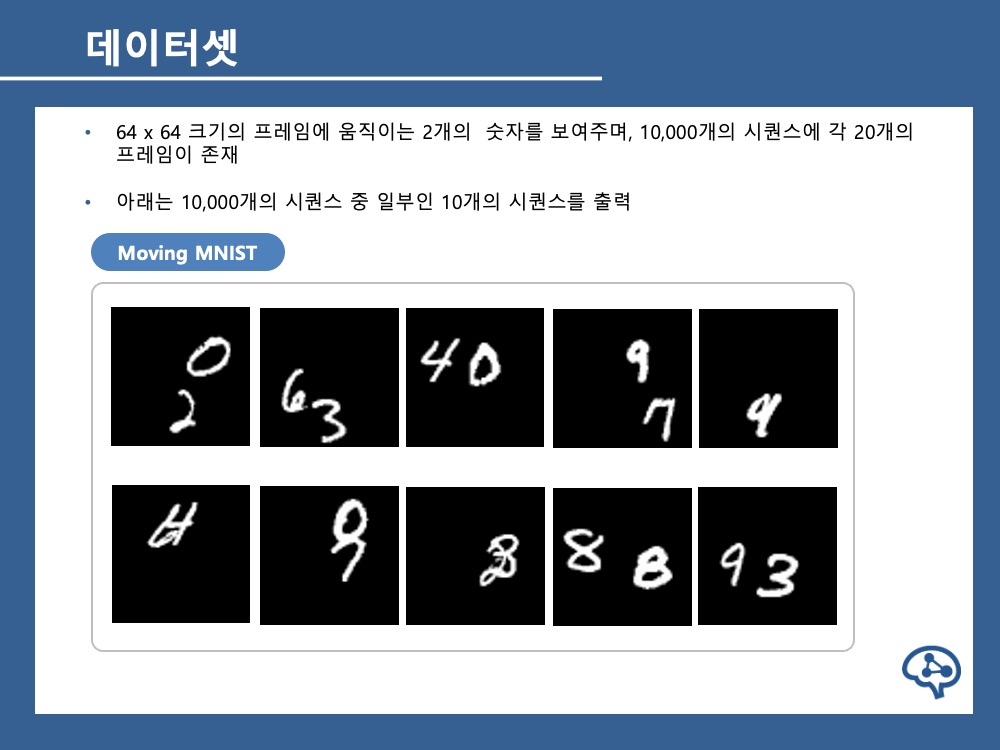 데이터셋
• 64 x 64 크기의 프레임에 움직이는 2개의 숫자를 보여주며, 10,000개의 시퀀스에 각 20개의
프레임이 존재
• 아래는 10,000개의 시퀀스 중 일부인 10개의 시퀀스를 출력
Moving MNIST
0
2
6
3
4 0
9
7
8 8
9 3